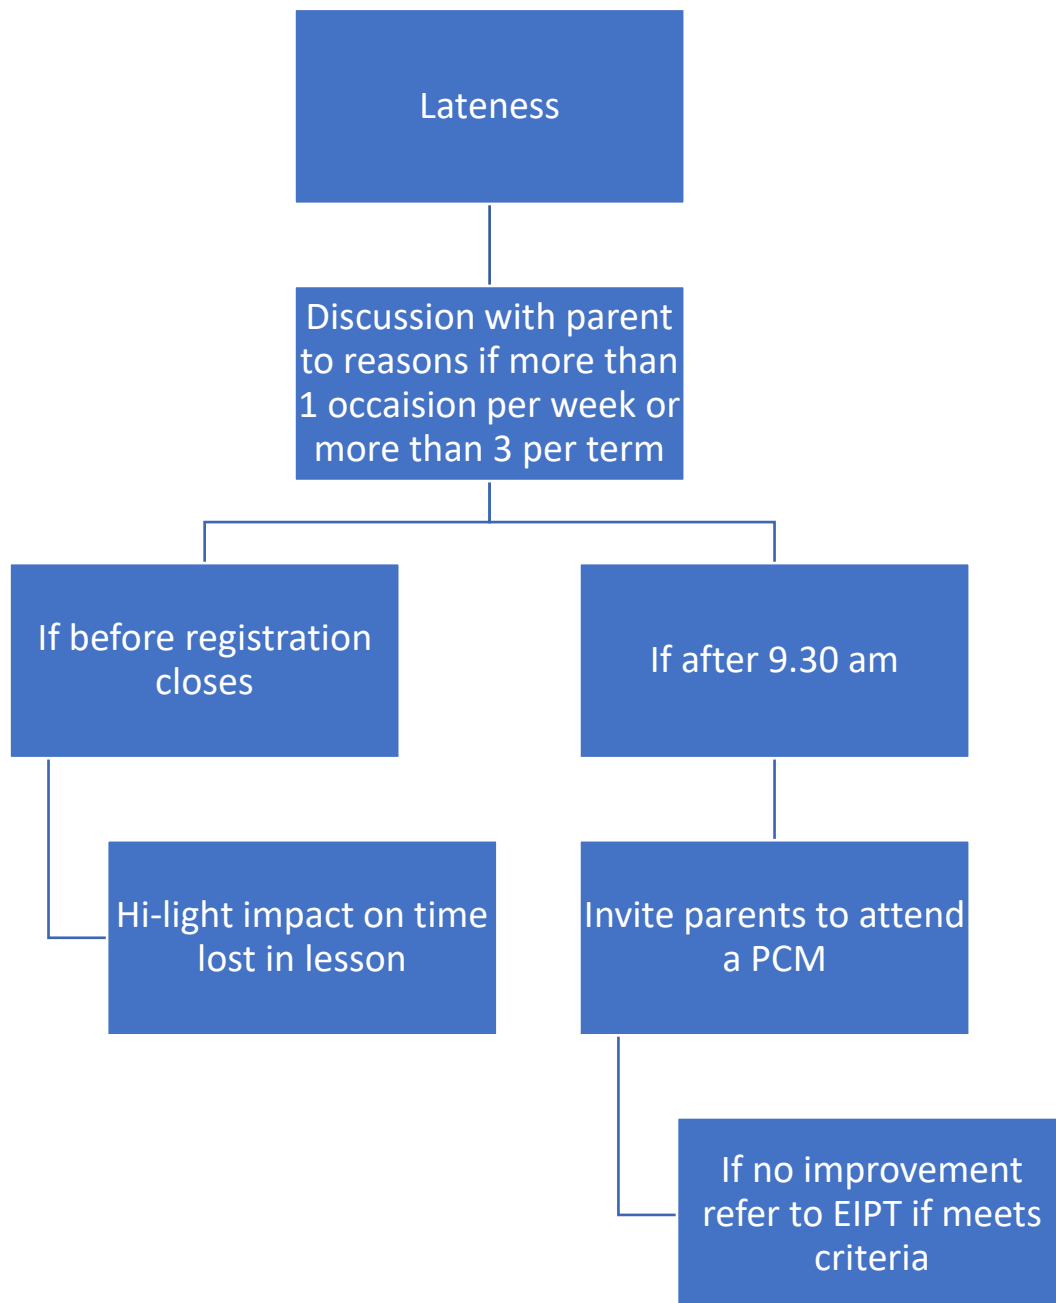 Lateness
Discussion with parent
to reasons if more than
1 occaision per week or
more than 3 per term
If before registration
closes
If after 9.30 am
Hi-light impact on time
lost in lesson
Invite parents to attend
a PCM
If no improvement
refer to EIPT if meets
criteria